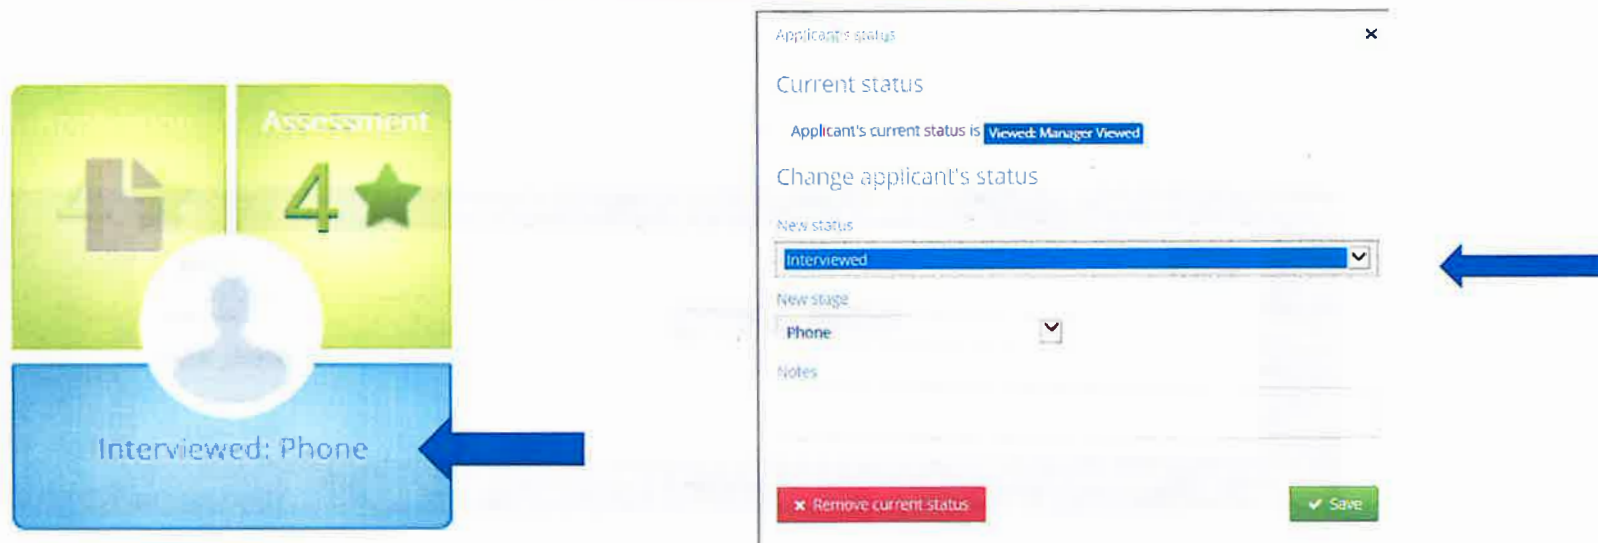 Assessment
4
Interviewed: Phone
Applicant's status
Current status
Applicant's current status is Viewed: Manager Viewed
Change applicant's status
New status
Interviewed
New stage
Phone
Notes
Remove current status
Save